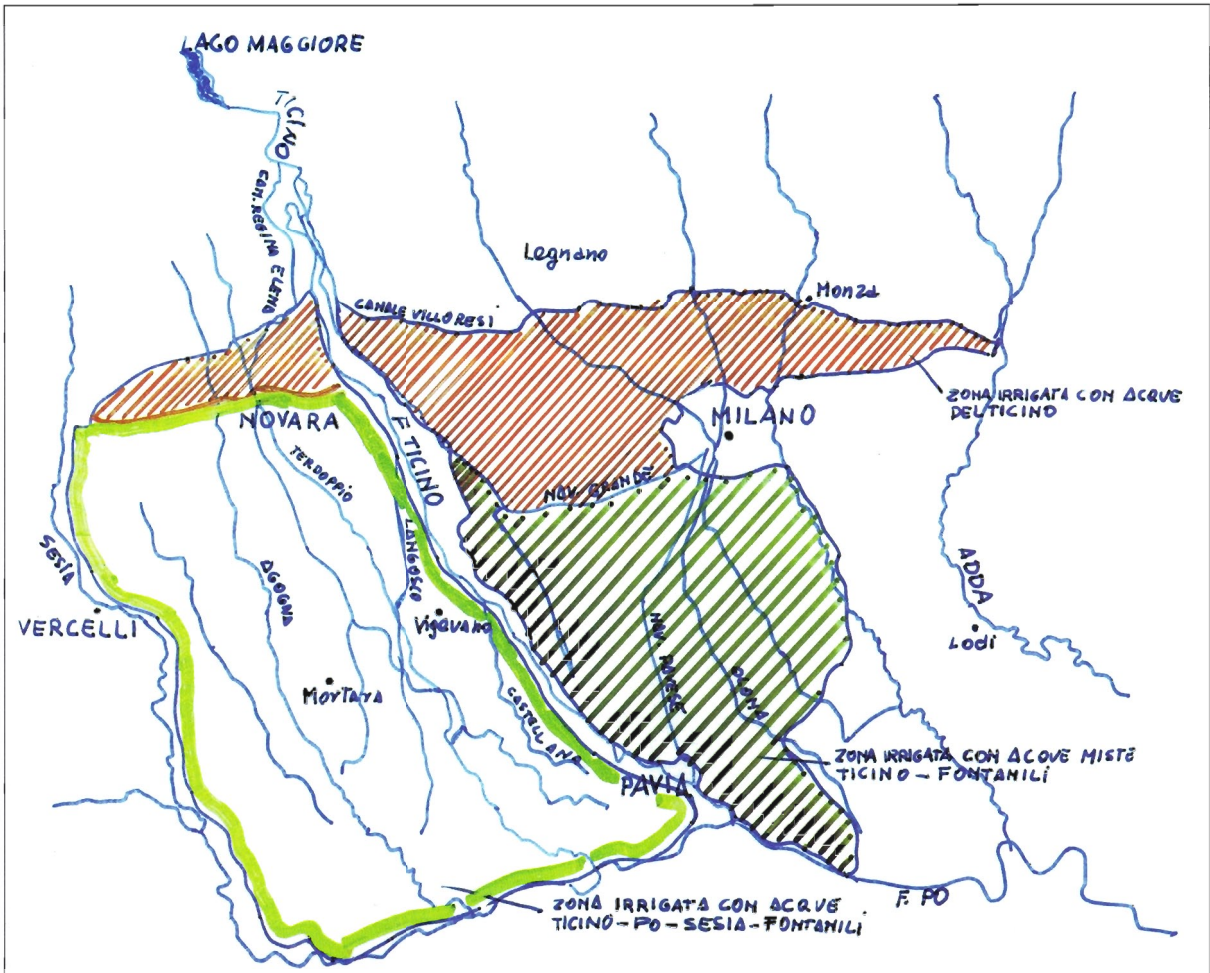 LAGO MAGGIORE
TICINO
CAN. REGINA ELENA
Legnano
Monza
CANALE VILLORESI
ZONA IRRIGATA CON ACQUE
DEL TICINO
MILANO
NOVARA
F. TICINO
TERDOPPIO
NAV. GRANDE
LANGOSCO
SESIA
AGOGNA
ADDA
VERCELLI
Vigevano
Lodi
NAV. PAVESE
OLONA
Mortara
CASTELLANA
ZONA IRRIGATA CON ACQUE MISTE
TICINO - FONTANILI
PAVIA
F. PO
ZONA IRRIGATA CON ACQUE
TICINO - PO - SESIA - FONTANILI